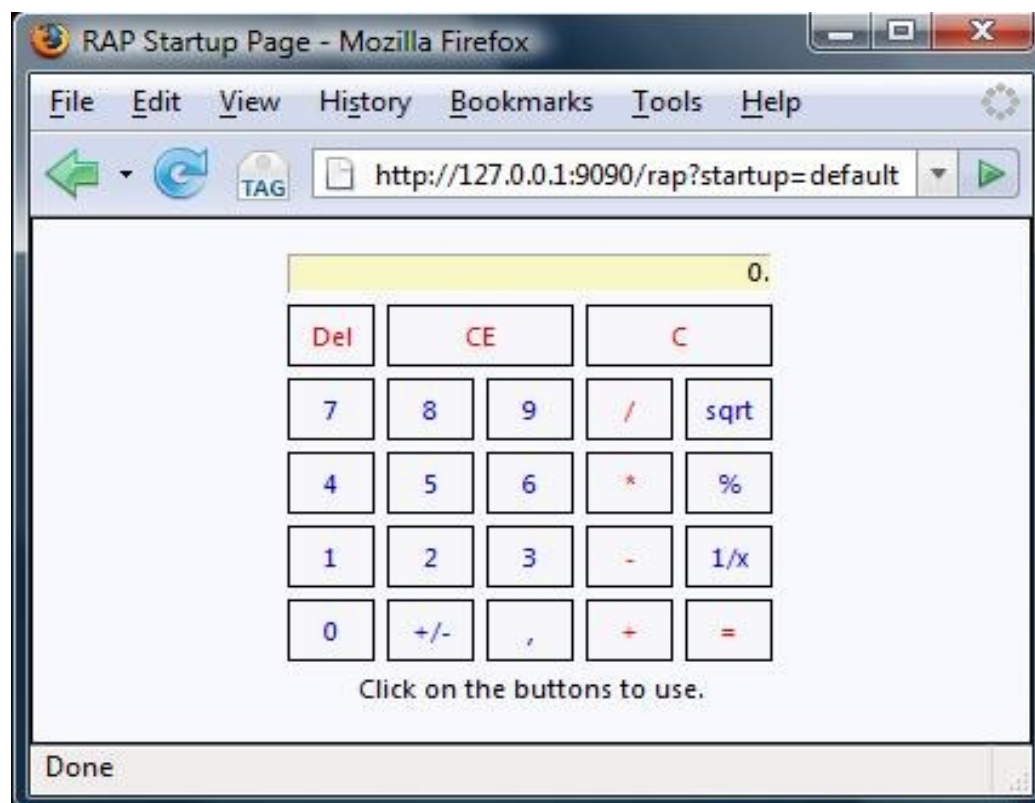 RAP Startup Page - Mozilla Firefox
File Edit View History Bookmarks Tools Help
TAG http://127.0.0.1:9090/rap?startup=default
0.
Del CE C
7 8 9 / sqrt
4 5 6 * %
1 2 3 - 1/x
0 +/- , + =
Click on the buttons to use.
Done